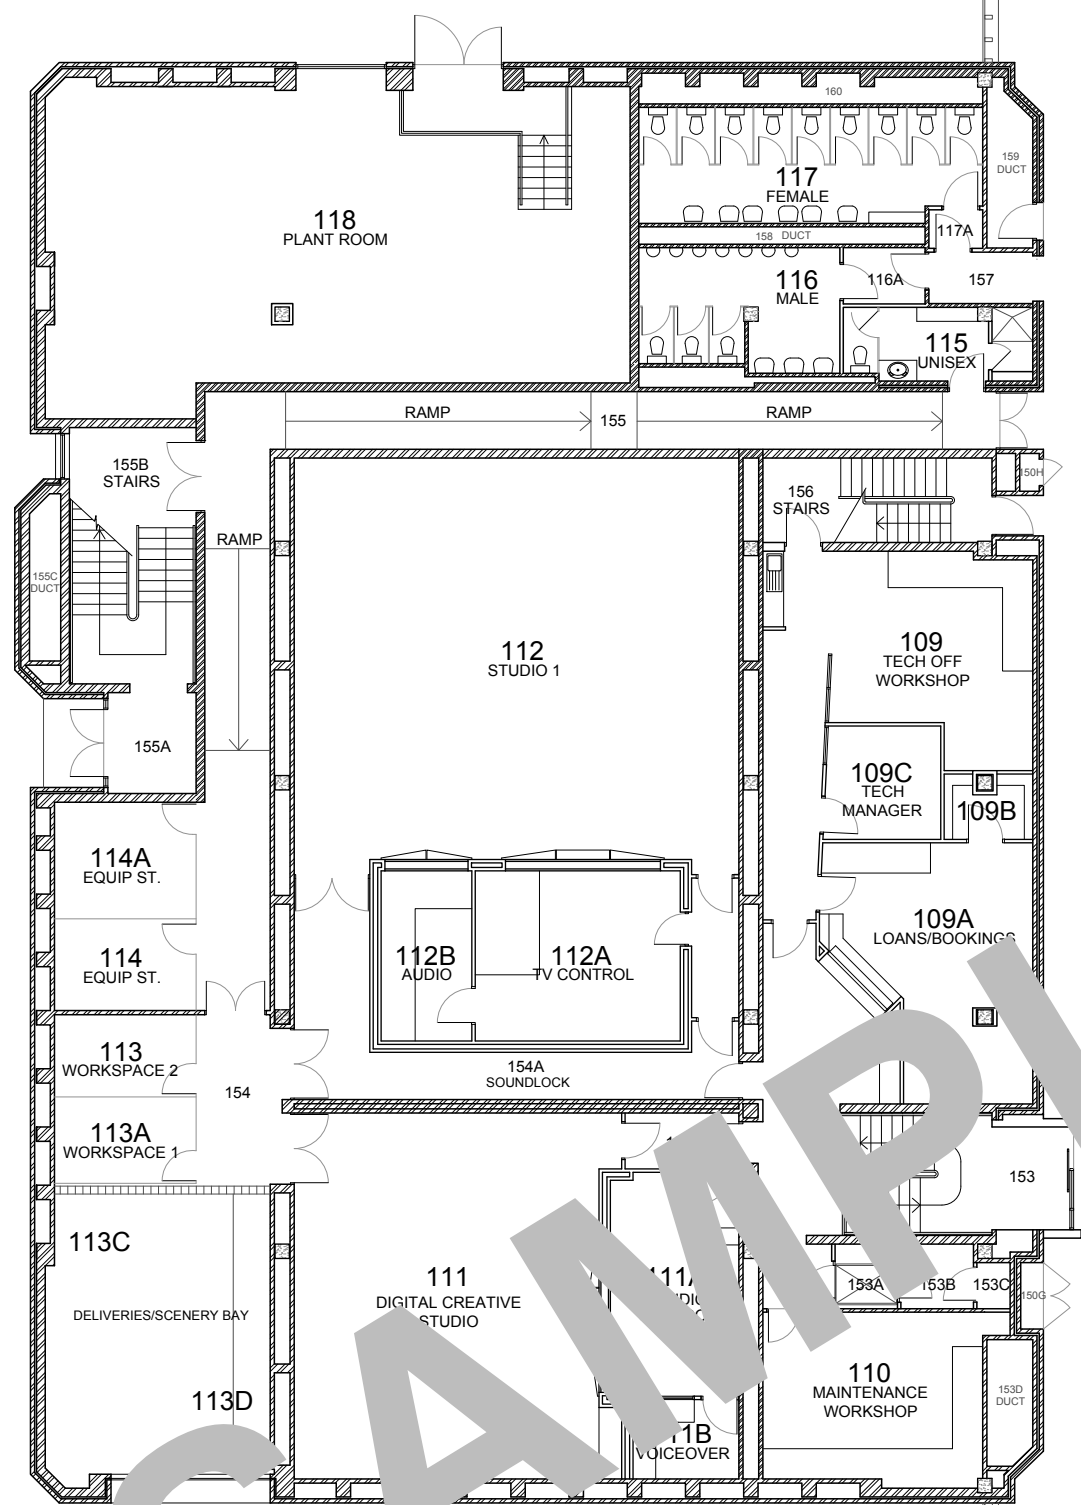 160
159
DUCT
117
FEMALE
158 DUCT
117A
118
PLANT ROOM
116
MALE
116A
157
115
UNISEX
RAMP
155
RAMP
155B
STAIRS
156
STAIRS
150H
RAMP
155C
DUCT
112
STUDIO 1
109
TECH OFF
WORKSHOP
155A
109C
TECH
MANAGER
109B
114A
EQUIP ST.
109A
LOANS/BOOKINGS
112B
AUDIO
112A
TV CONTROL
114
EQUIP ST.
113
WORKSPACE 2
154A
SOUNDLOCK
154
113A
WORKSPACE 1
153
113C
111
DIGITAL CREATIVE
STUDIO
111A
153A
153B
153C
150G
DELIVERIES/SCENERY BAY
113D
110
MAINTENANCE
WORKSHOP
153D
DUCT
11B
VOICEOVER
CAMPU